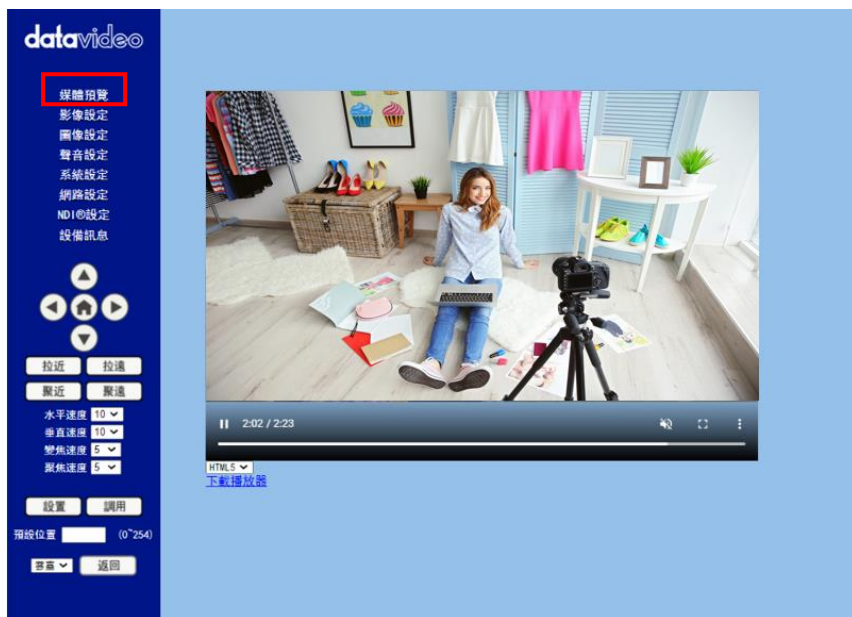 datavideo
媒體預覽
影像設定
圖像設定
聲音設定
系統設定
網路設定
NDI®設定
設備訊息
拉近 拉遠
聚近 聚遠
水平速度 10
垂直速度 10
變焦速度 5
聚焦速度 5
設置 調用
預設位置 (0~254)
返回
2:02 / 2:23
HTML5
下載播放器